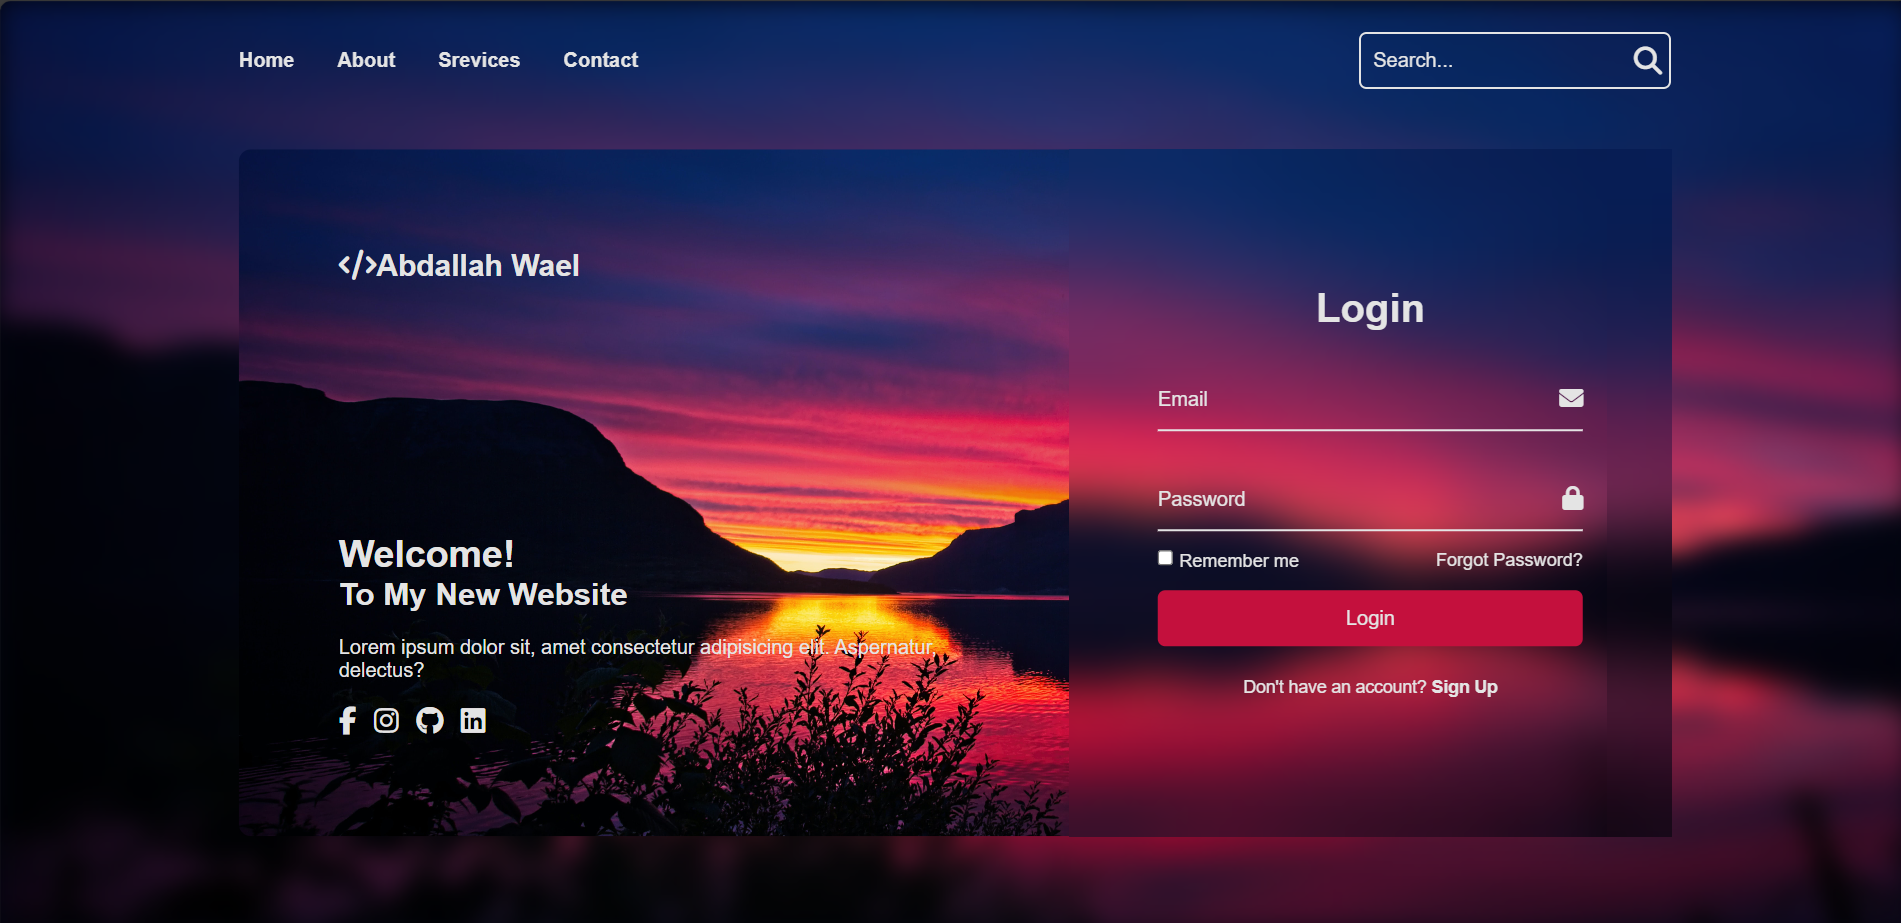 Home About Srevices Contact
Search...
Abdallah Wael
Welcome!
To My New Website
Lorem ipsum dolor sit, amet consectetur adipisicing elit. Aspernatur,
delectus?
Login
Email
Password
Remember me Forgot Password?
Login
Don't have an account? Sign Up